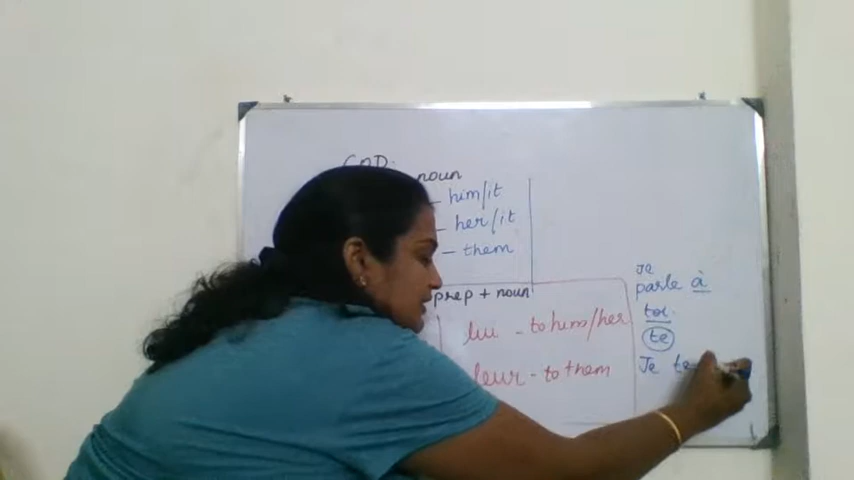 COD:
noun
- him/it
- her/it
- them
prep + noun
lui - to him/her
leur - to them
Je
parle à
toi.
te
Je te